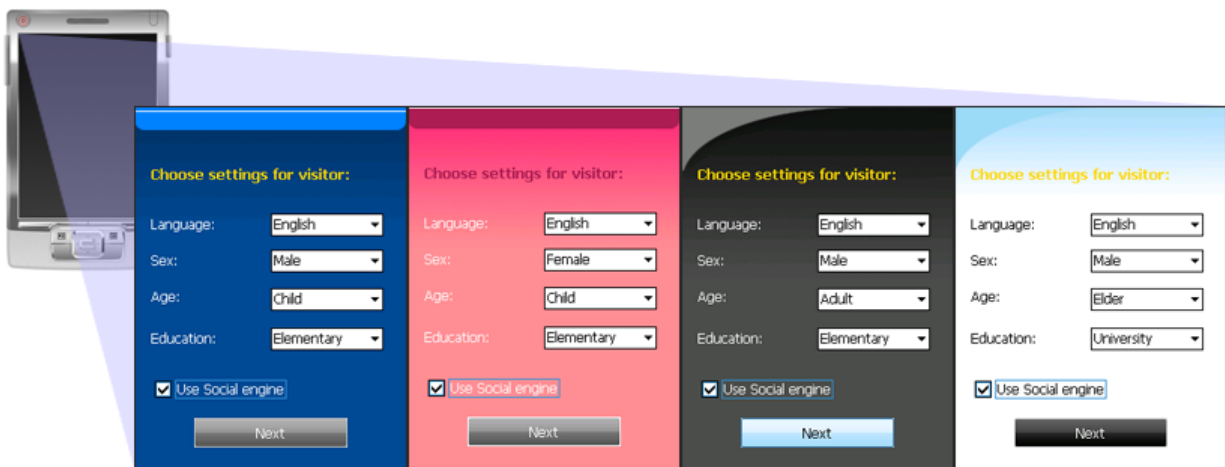 Choose settings for visitor:
Language: English
Sex: Male
Age: Child
Education: Elementary
Use Social engine
Next
Choose settings for visitor:
Language: English
Sex: Female
Age: Child
Education: Elementary
Use Social engine
Next
Choose settings for visitor:
Language: English
Sex: Male
Age: Adult
Education: Elementary
Use Social engine
Next
Choose settings for visitor:
Language: English
Sex: Male
Age: Elder
Education: University
Use Social engine
Next